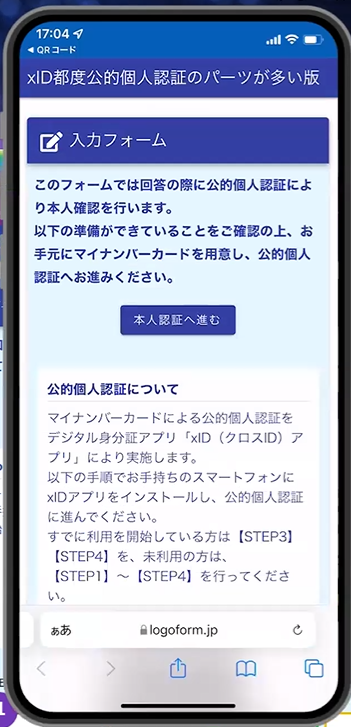 17:04
◀ QRコード
xID都度公的個人認証のパーツが多い版
入力フォーム
このフォームでは回答の際に公的個人認証によ
り本人確認を行います。
以下の準備ができていることをご確認の上、お
手元にマイナンバーカードを用意し、公的個人
認証へお進みください。
本人認証へ進む
公的個人認証について
マイナンバーカードによる公的個人認証を
デジタル身分証アプリ「xID（クロスID）ア
プリ」により実施します。
以下の手順でお手持ちのスマートフォンに
xIDアプリをインストールし、公的個人認証
に進んでください。
すでに利用を開始している方は【STEP3】
【STEP4】を、未利用の方は、
【STEP1】～【STEP4】を行ってくださ
い。
ぁあ
logoform.jp
1